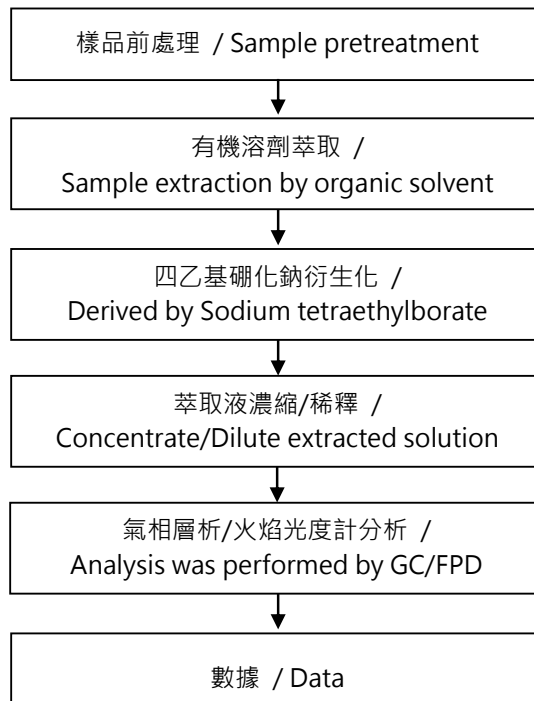 樣品前處理 / Sample pretreatment
有機溶劑萃取 /
Sample extraction by organic solvent
四乙基硼化鈉衍生化 /
Derived by Sodium tetraethylborate
萃取液濃縮/稀釋 /
Concentrate/Dilute extracted solution
氣相層析/火焰光度計分析 /
Analysis was performed by GC/FPD
數據 / Data